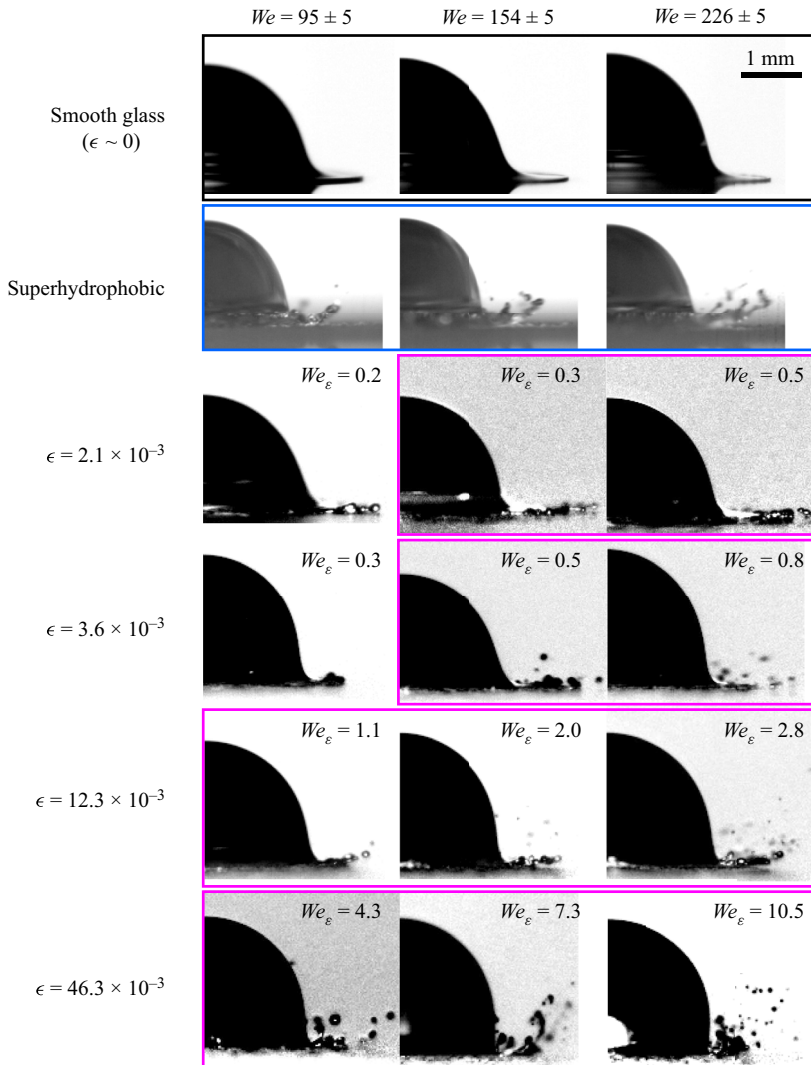 We = 95 ± 5 We = 154 ± 5 We = 226 ± 5
1 mm
Smooth glass
(ϵ ~ 0)
Superhydrophobic
We_ε = 0.2 We_ε = 0.3 We_ε = 0.5
ϵ = 2.1 × 10⁻³
We_ε = 0.3 We_ε = 0.5 We_ε = 0.8
ϵ = 3.6 × 10⁻³
We_ε = 1.1 We_ε = 2.0 We_ε = 2.8
ϵ = 12.3 × 10⁻³
We_ε = 4.3 We_ε = 7.3 We_ε = 10.5
ϵ = 46.3 × 10⁻³